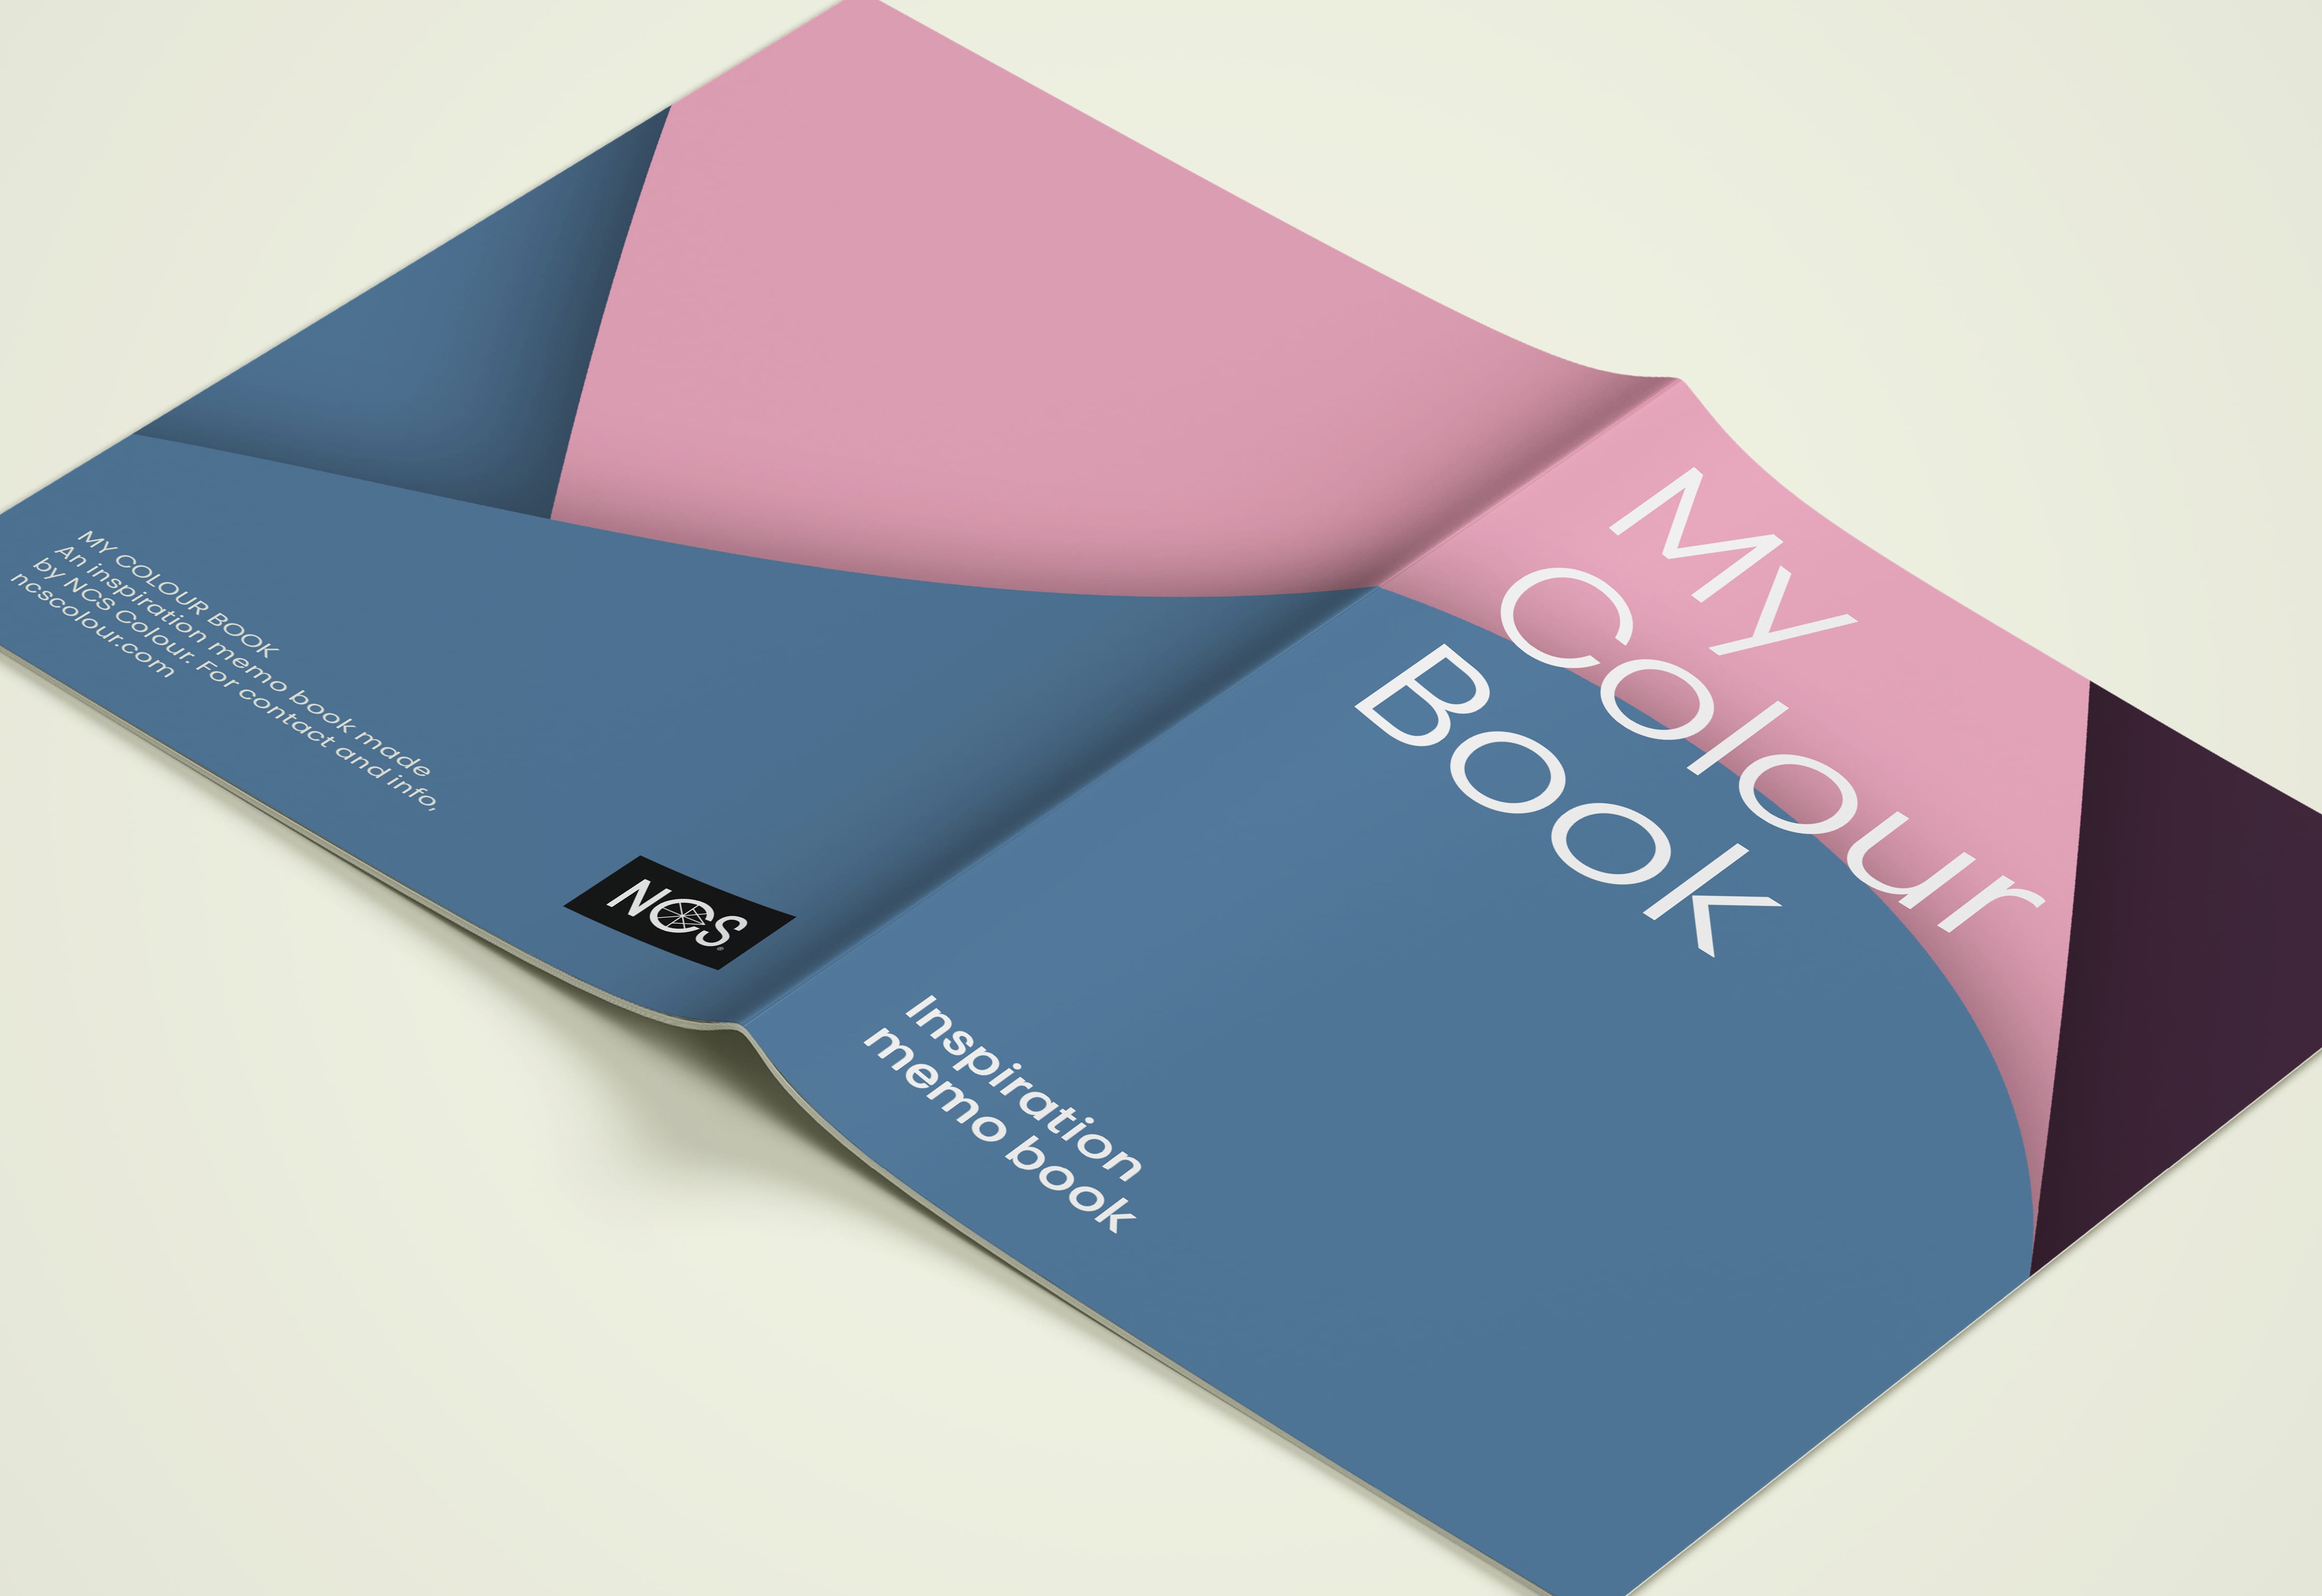 My
Colour
Book
Inspiration
memo book
MY COLOUR BOOK
An inspiration memo book made
by NCS Colour. For contact and info,
ncscolour.com
NCS